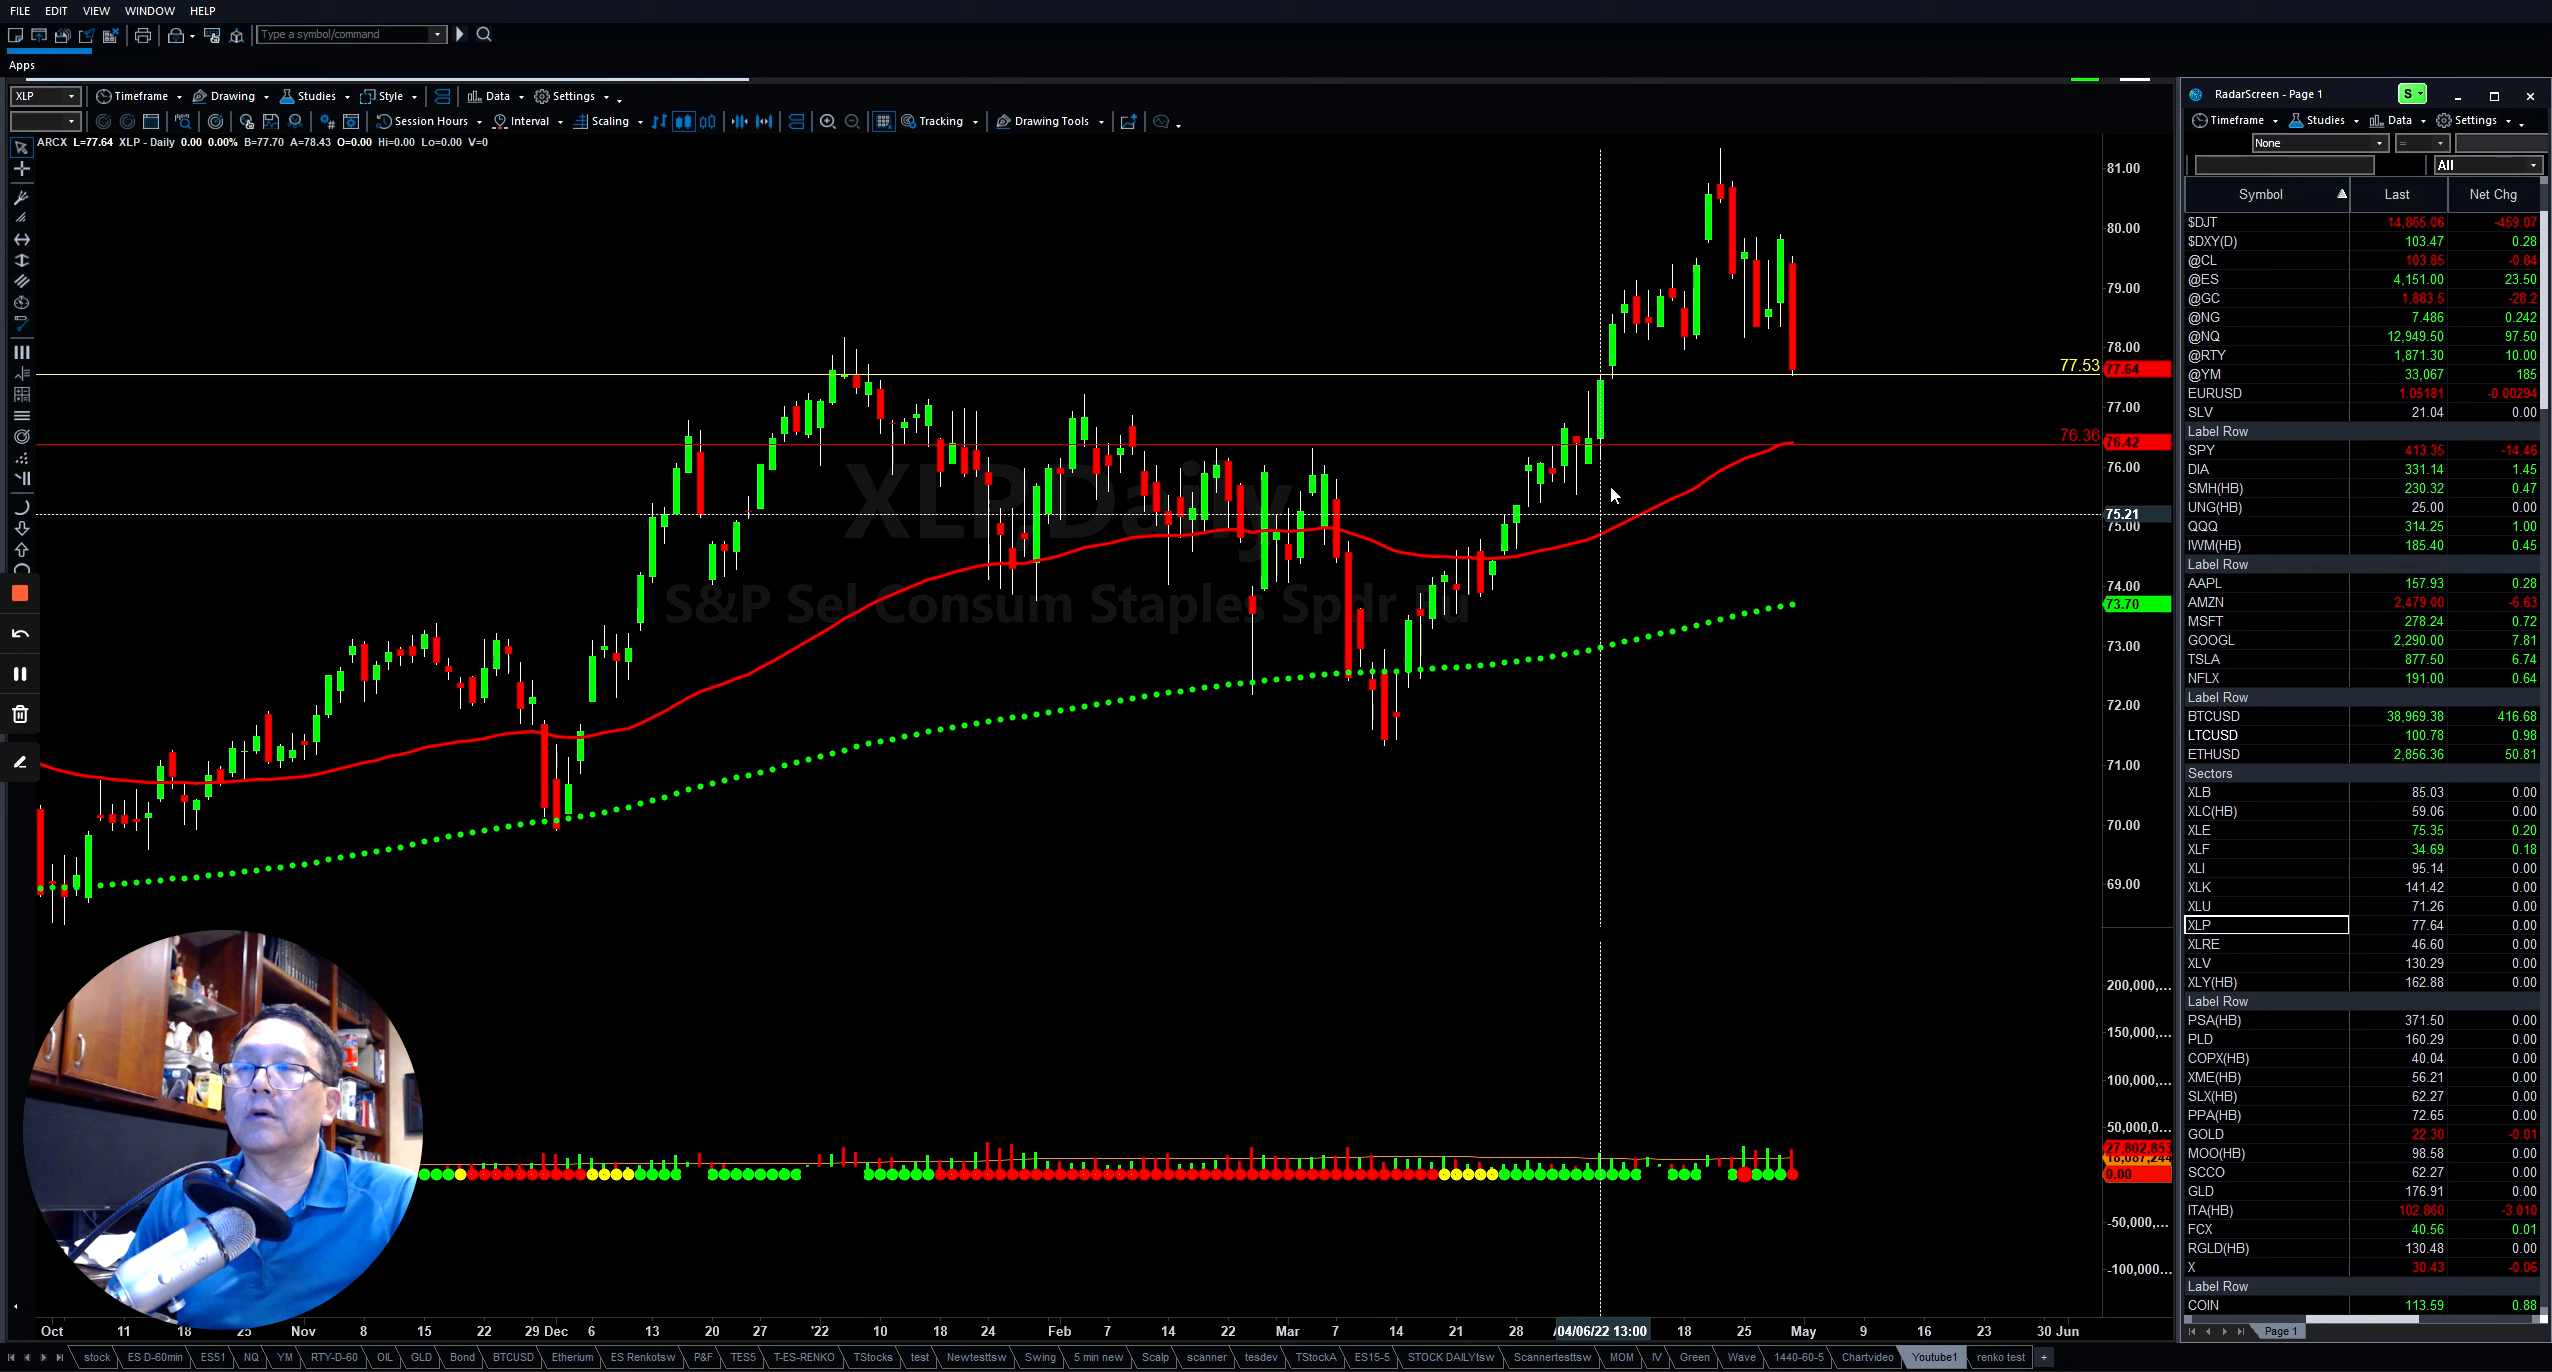 FILE EDIT VIEW WINDOW HELP
Type a symbol/command
Apps
XLP Timeframe Drawing Studies Style Data Settings
Session Hours Interval Scaling Tracking Drawing Tools
ARCX L=77.64 XLP - Daily 0.00 0.00% B=77.70 A=78.43 O=0.00 Hi=0.00 Lo=0.00 V=0
XLP,Daily
S&P Sel Consum Staples Spdr Fu
81.00
80.00
79.00
78.00
77.53
77.64
77.00
76.36
76.42
76.00
75.21
75.00
74.00
73.70
73.00
72.00
71.00
70.00
69.00
200,000,...
150,000,...
100,000,...
50,000,0...
27,802,853
0.00
-50,000,...
-100,000...
Oct 11 18 25 Nov 8 15 22 29 Dec 6 13 20 27 '22 10 18 24 Feb 7 14 22 Mar 7 14 21 28 04/06/22 13:00 18 25 May 9 16 23 30 Jun
stock ES D-60min ES51 NQ YM RTY-D-60 OIL GLD Bond BTCUSD Etherium ES Renkotsw P&F TES5 T-ES-RENKO TStocks test Newtesttsw Swing 5 min new Scalp scanner tesdev TStockA ES15-5 STOCK DAILYtsw Scannertesttsw MOM IV Green Wave 1440-60-5 Chartvideo Youtube1 renko test +
RadarScreen - Page 1 S
Timeframe Studies Data Settings
None =
All
Symbol Last Net Chg
$DJT 14,865.06 -459.07
$DXY(D) 103.47 0.28
@CL 103.85 -0.84
@ES 4,151.00 23.50
@GC 1,883.5 -28.2
@NG 7.486 0.242
@NQ 12,949.50 97.50
@RTY 1,871.30 10.00
@YM 33,067 185
EURUSD 1.05181 -0.00294
SLV 21.04 0.00
Label Row
SPY 413.35 -14.46
DIA 331.14 1.45
SMH(HB) 230.32 0.47
UNG(HB) 25.00 0.00
QQQ 314.25 1.00
IWM(HB) 185.40 0.45
Label Row
AAPL 157.93 0.28
AMZN 2,479.00 -6.63
MSFT 278.24 0.72
GOOGL 2,290.00 7.81
TSLA 877.50 6.74
NFLX 191.00 0.64
Label Row
BTCUSD 38,969.38 416.68
LTCUSD 100.78 0.98
ETHUSD 2,856.36 50.81
Sectors
XLB 85.03 0.00
XLC(HB) 59.06 0.00
XLE 75.35 0.20
XLF 34.69 0.18
XLI 95.14 0.00
XLK 141.42 0.00
XLU 71.26 0.00
XLP 77.64 0.00
XLRE 46.60 0.00
XLV 130.29 0.00
XLY(HB) 162.88 0.00
Label Row
PSA(HB) 371.50 0.00
PLD 160.29 0.00
COPX(HB) 40.04 0.00
XME(HB) 56.21 0.00
SLX(HB) 62.27 0.00
PPA(HB) 72.65 0.00
GOLD 22.30 -0.01
MOO(HB) 98.58 0.00
SCCO 62.27 0.00
GLD 176.91 0.00
ITA(HB) 102.860 -3.010
FCX 40.56 0.01
RGLD(HB) 130.48 0.00
X 30.43 -0.06
Label Row
COIN 113.59 0.88
Page 1